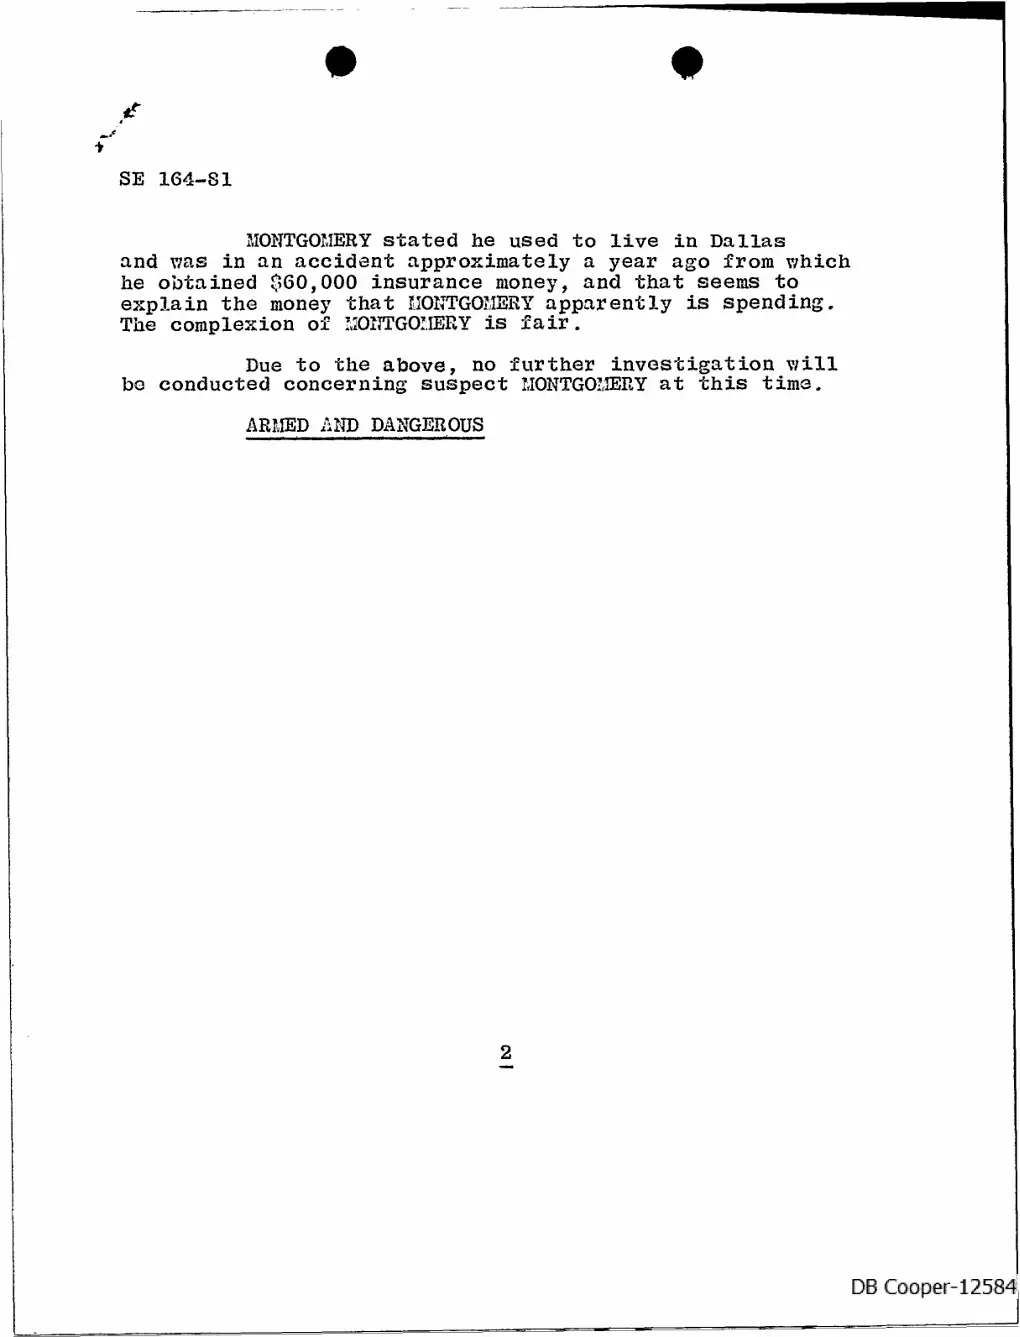 SE 164-81
MONTGOMERY stated he used to live in Dallas
and was in an accident approximately a year ago from which
he obtained $60,000 insurance money, and that seems to
explain the money that MONTGOMERY apparently is spending.
The complexion of MONTGOMERY is fair.
Due to the above, no further investigation will
be conducted concerning suspect MONTGOMERY at this time.
ARMED AND DANGEROUS
2
DB Cooper-12584